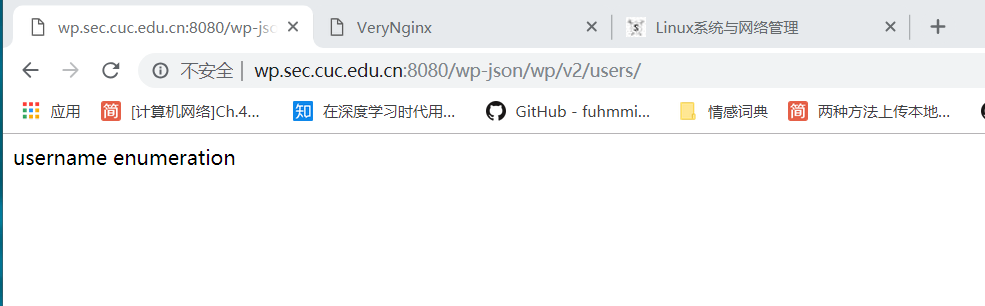 wp.sec.cuc.edu.cn:8080/wp-jsc
VeryNginx
Linux系统与网络管理
不安全 | wp.sec.cuc.edu.cn:8080/wp-json/wp/v2/users/
应用
[计算机网络]Ch.4...
在深度学习时代用...
GitHub - fuhmmi...
情感词典
两种方法上传本地...
username enumeration